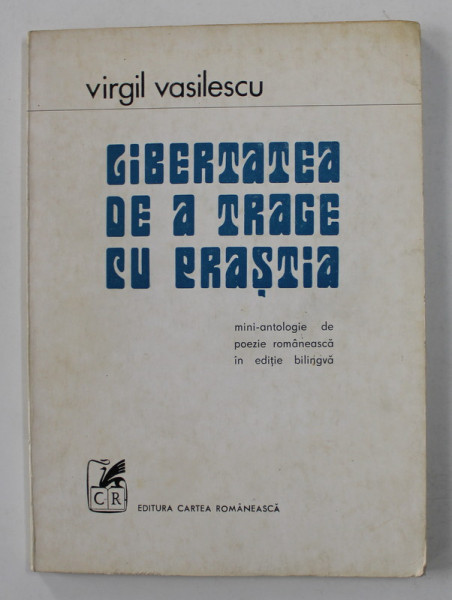 virgil vasilescu
LIBERTATEA
DE A TRAGE
CU PRAȘTIA
mini-antologie de
poezie românească
în ediție bilingvă
CR
EDITURA CARTEA ROMÂNEASCĂ